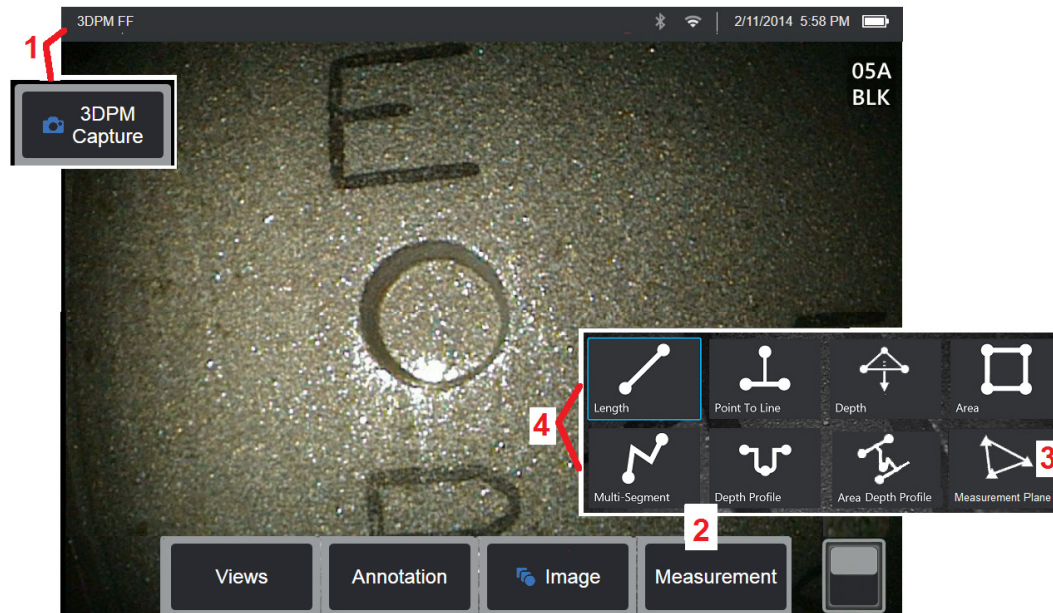 3DPM FF
2/11/2014 5:58 PM
1
3DPM
Capture
05A
BLK
E
Length
Point To Line
Depth
Area
4
Multi-Segment
Depth Profile
Area Depth Profile
Measurement Plane
3
2
Views
Annotation
Image
Measurement